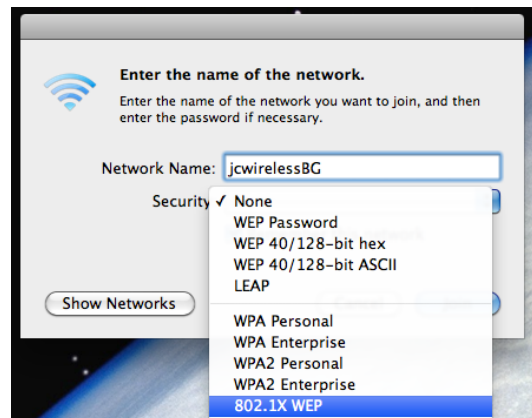 Enter the name of the network.
Enter the name of the network you want to join, and then
enter the password if necessary.
Network Name: jcwirelessBG
Security ✓ None
WEP Password
WEP 40/128-bit hex
WEP 40/128-bit ASCII
LEAP
Show Networks
WPA Personal
WPA Enterprise
WPA2 Personal
WPA2 Enterprise
802.1X WEP